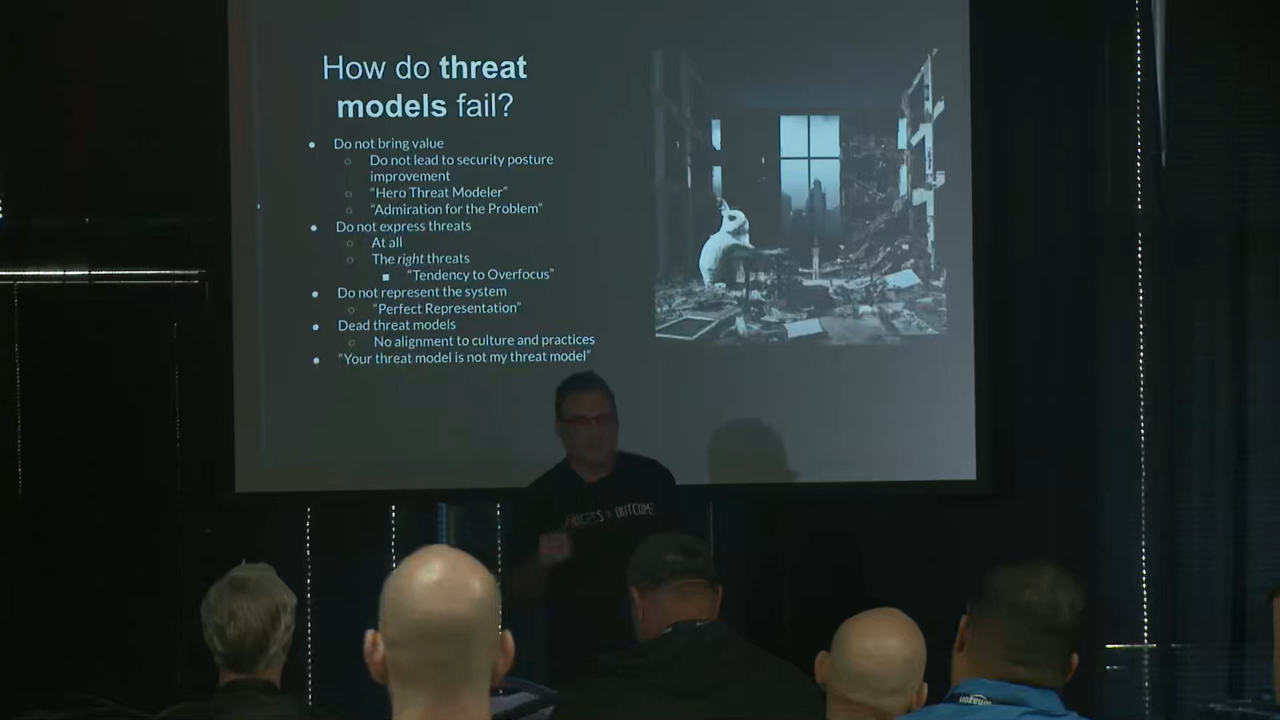 How do threat
models fail?
Do not bring value
Do not lead to security posture
improvement
“Hero Threat Modeler”
“Admiration for the Problem”
Do not express threats
At all
The right threats
“Tendency to Overfocus”
Do not represent the system
“Perfect Representation”
Dead threat models
No alignment to culture and practices
“Your threat model is not my threat model”
OUTCOME
amazon